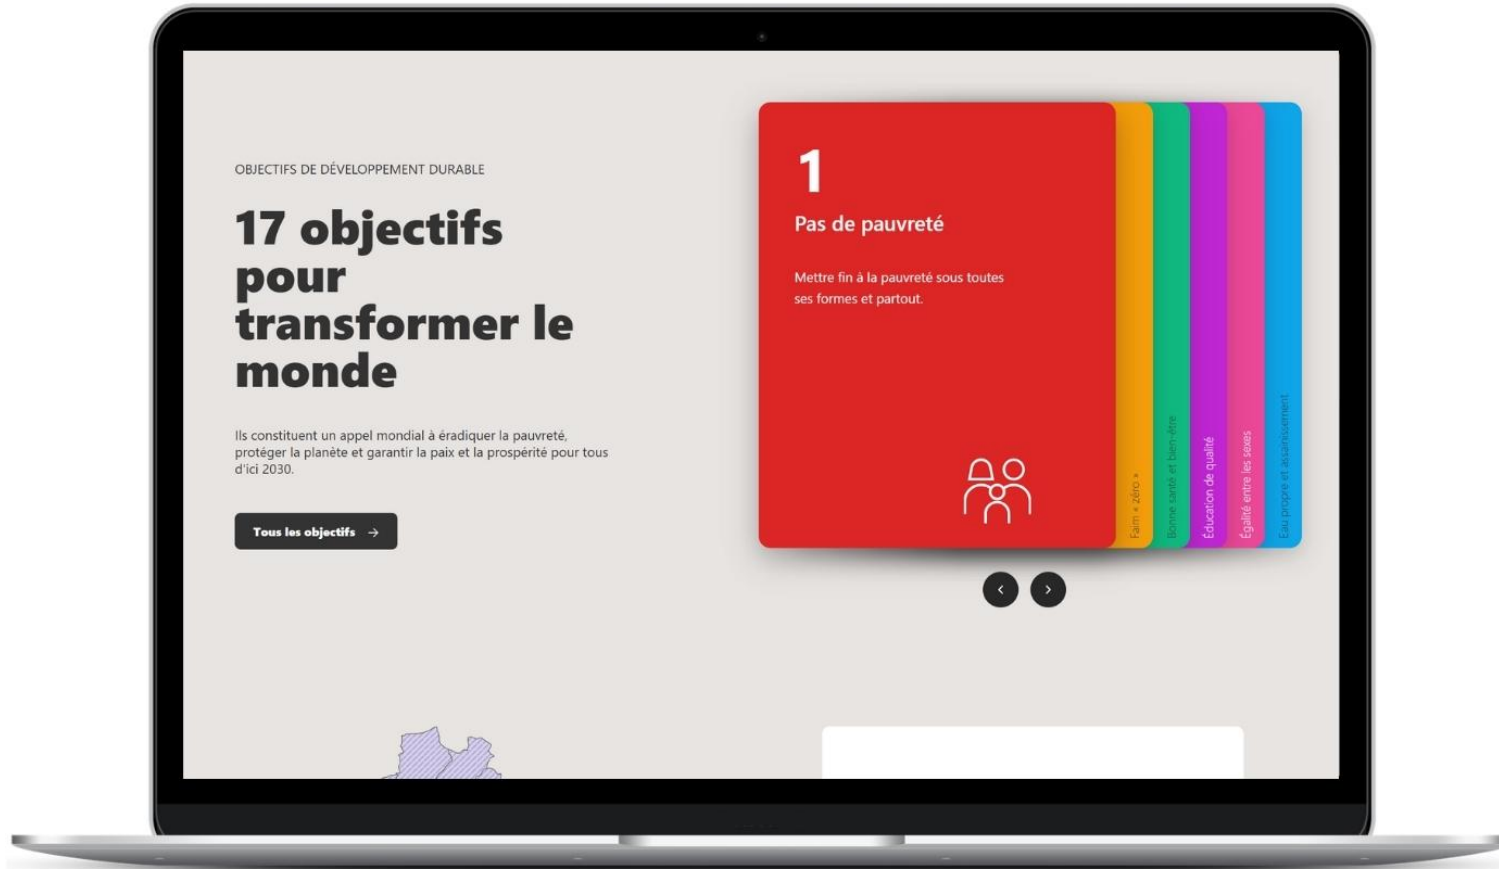 OBJECTIFS DE DÉVELOPPEMENT DURABLE
17 objectifs
pour
transformer le
monde
Ils constituent un appel mondial à éradiquer la pauvreté,
protéger la planète et garantir la paix et la prospérité pour tous
d'ici 2030.
Tous les objectifs
1
Pas de pauvreté
Mettre fin à la pauvreté sous toutes
ses formes et partout.
Faim « zéro »
Bonne santé et bien-être
Éducation de qualité
Égalité entre les sexes
Eau propre et assainissement